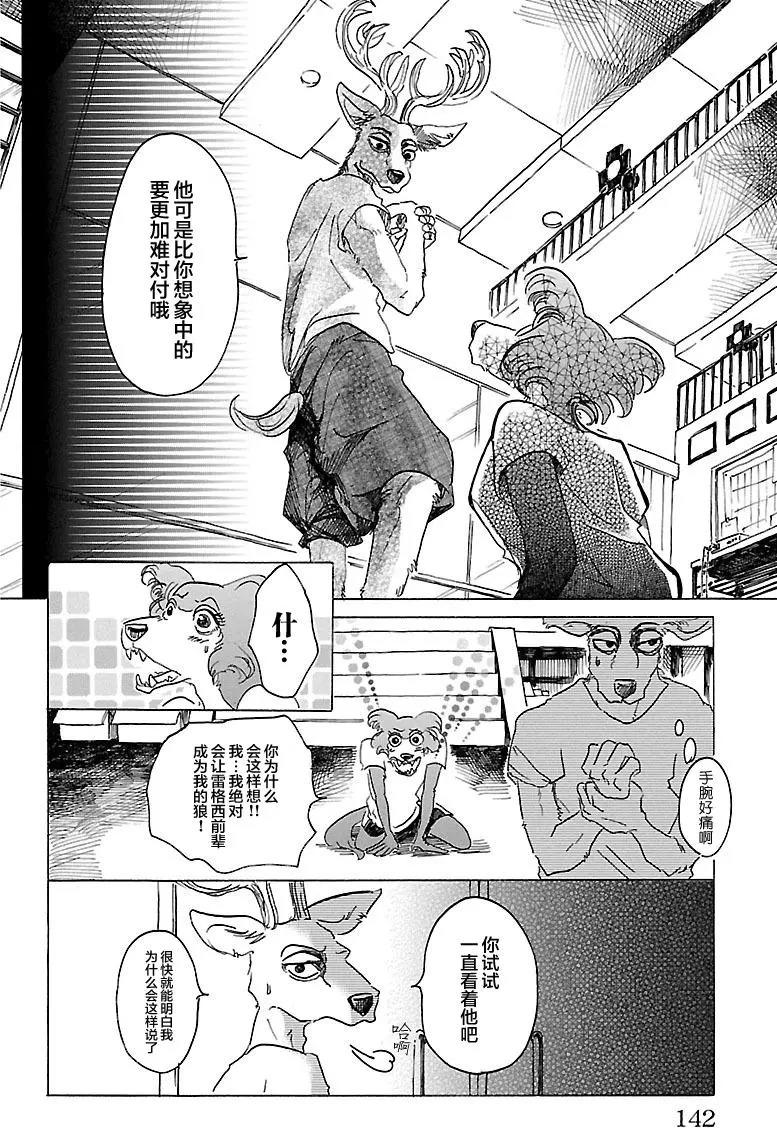 他可是比你想象中的
要更加难对付哦
什…
手腕好痛啊
你为什么
会这样想!!
我…我绝对
会让雷格西前辈
成为我的狼！
你试试
一直看着他吧
哈
啊
很快就能明白我
为什么会这样说了
142